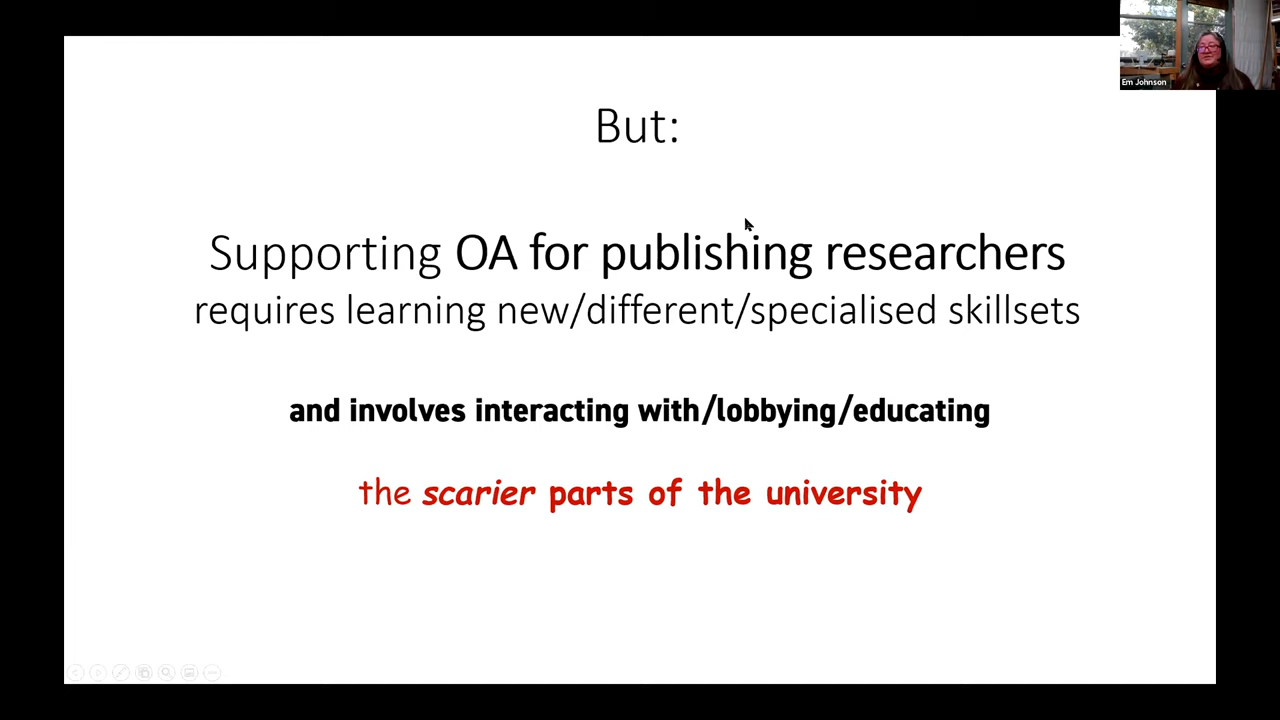 Em Johnson
But:
Supporting OA for publishing researchers
requires learning new/different/specialised skillsets
and involves interacting with/lobbying/educating
the scarier parts of the university